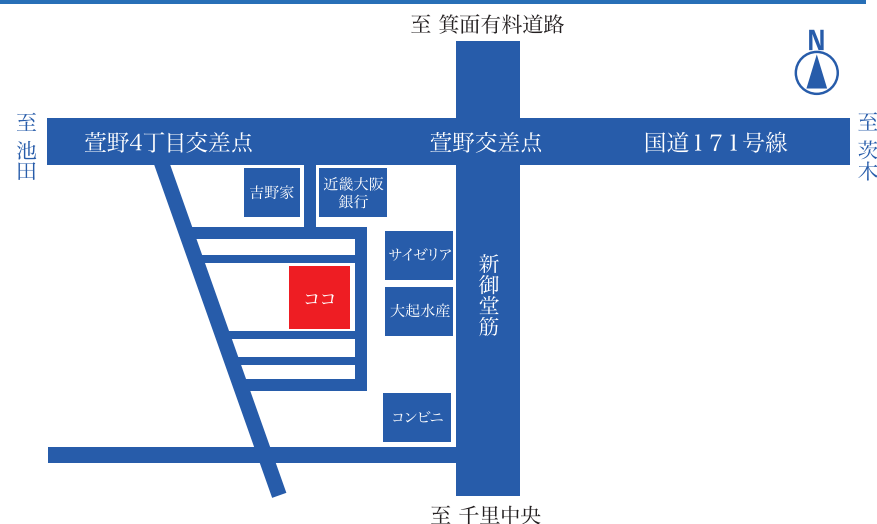 至 箕面有料道路
N
至 池田
萱野4丁目交差点
萱野交差点
国道171号線
至 茨木
吉野家
近畿大阪
銀行
サイゼリア
ココ
大起水産
新御堂筋
コンビニ
至 千里中央